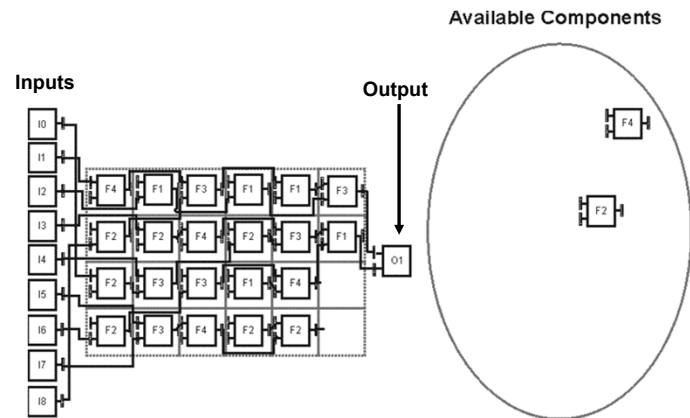 Available Components
Inputs
Output
I0
I1
I2
I3
I4
I5
I6
I7
I8
F4 F1 F3 F1 F1 F3
F2 F2 F4 F2 F3 F1
F2 F3 F3 F1 F4
F2 F3 F4 F2 F2
O1
F4
F2